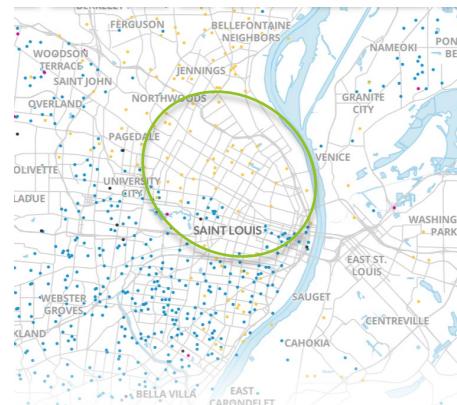 FERGUSON
BELLEFONTAINE
NEIGHBORS
NAMEOKI
WOODSON
TERRACE
JENNINGS
SAINT JOHN
NORTHWOODS
GRANITE
CITY
OVERLAND
PAGEDALE
VENICE
OLIVETTE
UNIVERSITY
CITY
LADUE
WASHING
PARK
SAINT LOUIS
EAST ST.
LOUIS
WEBSTER
GROVES
SAUGET
CENTREVILLE
KLAND
CAHOKIA
BELLA VILLA
EAST
CARONDELET